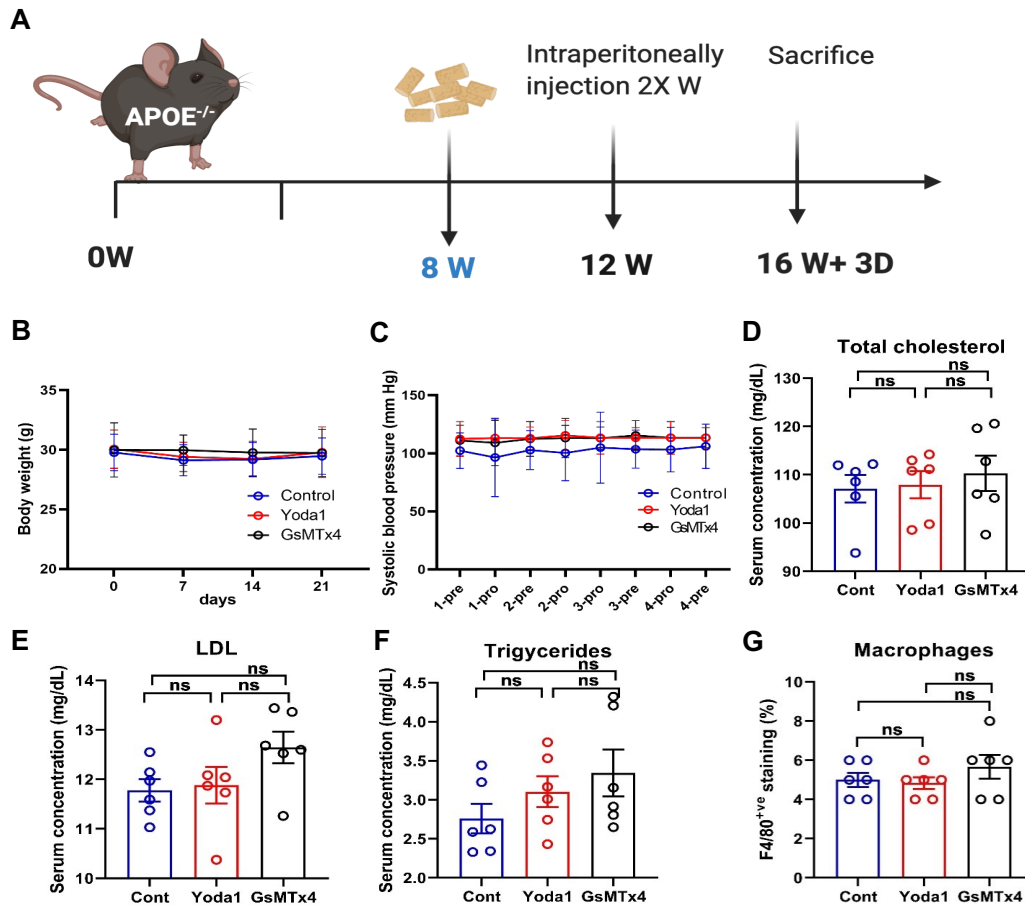 A
APOE-/-
Intraperitoneally
injection 2X W
Sacrifice
0W
8 W
12 W
16 W+ 3D
B
Body weight (g)
35
30
25
20
0
7
14
21
days
Control
Yoda1
GsMTx4
C
Systolic blood pressure (mm Hg)
150
100
50
0
1-pre
1-pro
2-pre
2-pro
3-pro
3-pre
4-pro
4-pre
Control
Yoda1
GsMTx4
D
Total cholesterol
Serum concentration (mg/dL)
130
120
110
100
90
ns
ns
ns
Cont
Yoda1
GsMTx4
E
LDL
Serum concentration (mg/dL)
14
13
12
11
10
ns
ns
ns
Cont
Yoda1
GsMTx4
F
Trigycerides
Serum concentration (mg/dL)
4.5
4.0
3.5
3.0
2.5
2.0
ns
ns
ns
Cont
Yoda1
GsMTx4
G
Macrophages
F4/80+ve staining (%)
10
8
6
4
2
0
ns
ns
ns
Cont
Yoda1
GsMTx4